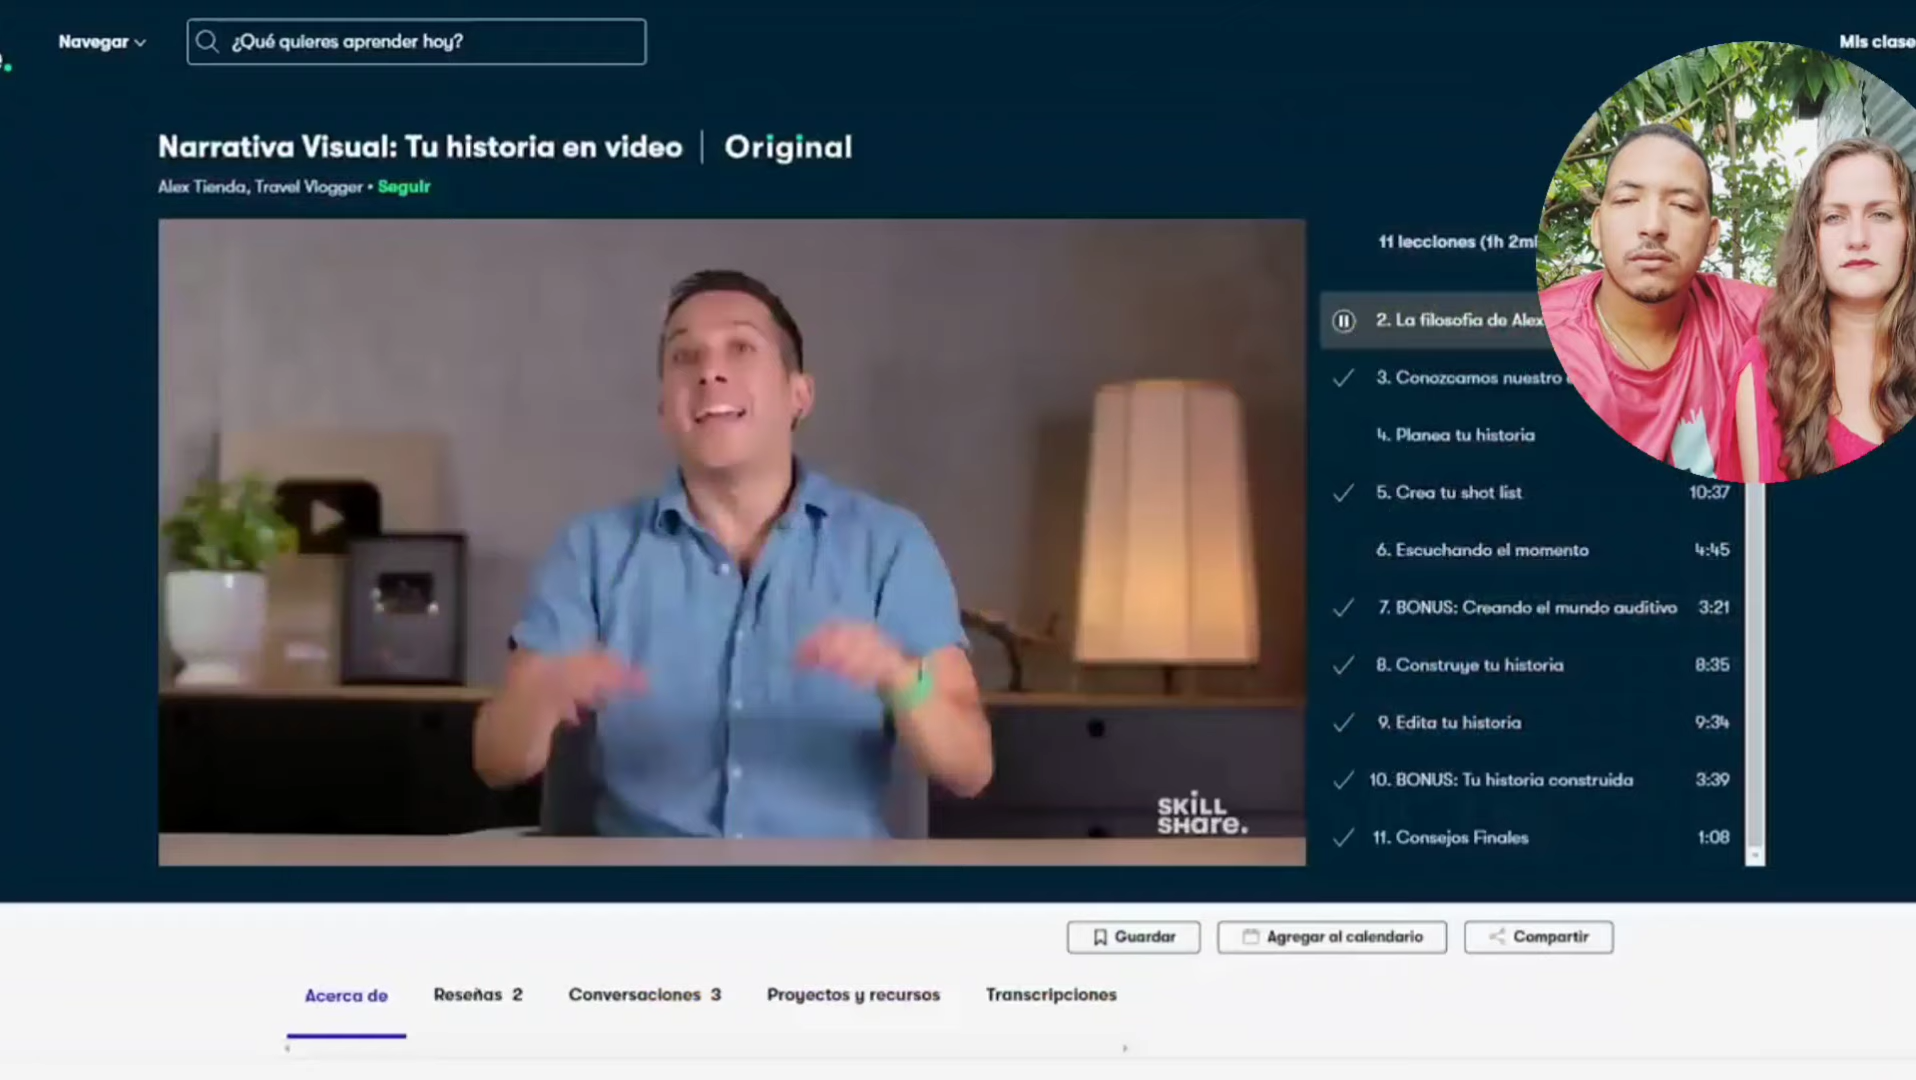 Navegar
¿Qué quieres aprender hoy?
Mis clase
Narrativa Visual: Tu historia en video | Original
Alex Tienda, Travel Vlogger • Seguir
11 lecciones (1h 2mi
2. La filosofía de Alex
3. Conozcamos nuestro
4. Planea tu historia
5. Crea tu shot list 10:37
6. Escuchando el momento 4:45
7. BONUS: Creando el mundo auditivo 3:21
8. Construye tu historia 8:35
9. Edita tu historia 9:34
10. BONUS: Tu historia construida 3:39
11. Consejos Finales 1:08
SKILL
SHare.
Guardar
Agregar al calendario
Compartir
Acerca de
Reseñas 2
Conversaciones 3
Proyectos y recursos
Transcripciones